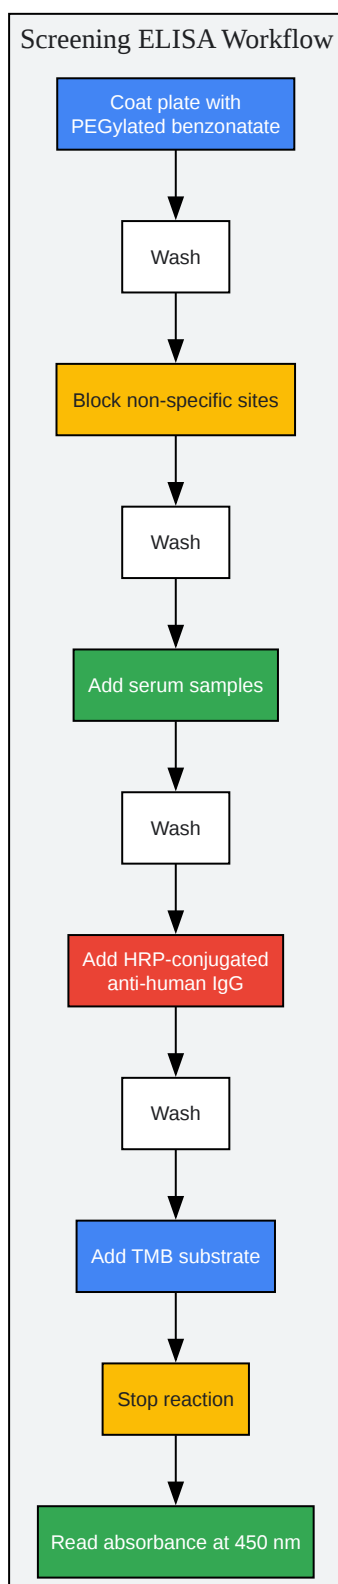 Screening ELISA Workflow
Coat plate with
PEGylated benzonatate
Wash
Block non-specific sites
Wash
Add serum samples
Wash
Add HRP-conjugated
anti-human IgG
Wash
Add TMB substrate
Stop reaction
Read absorbance at 450 nm